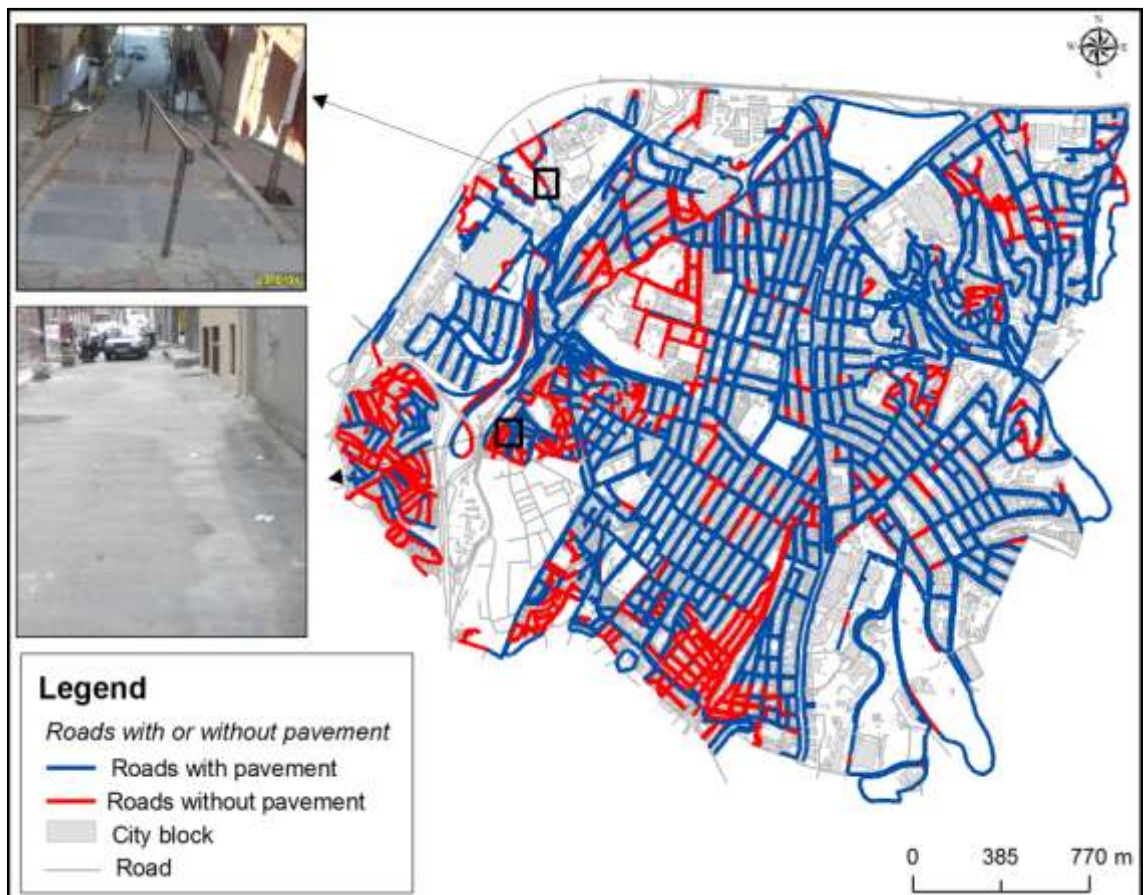 N
W E
S
Legend
Roads with or without pavement
Roads with pavement
Roads without pavement
City block
Road
0 385 770 m